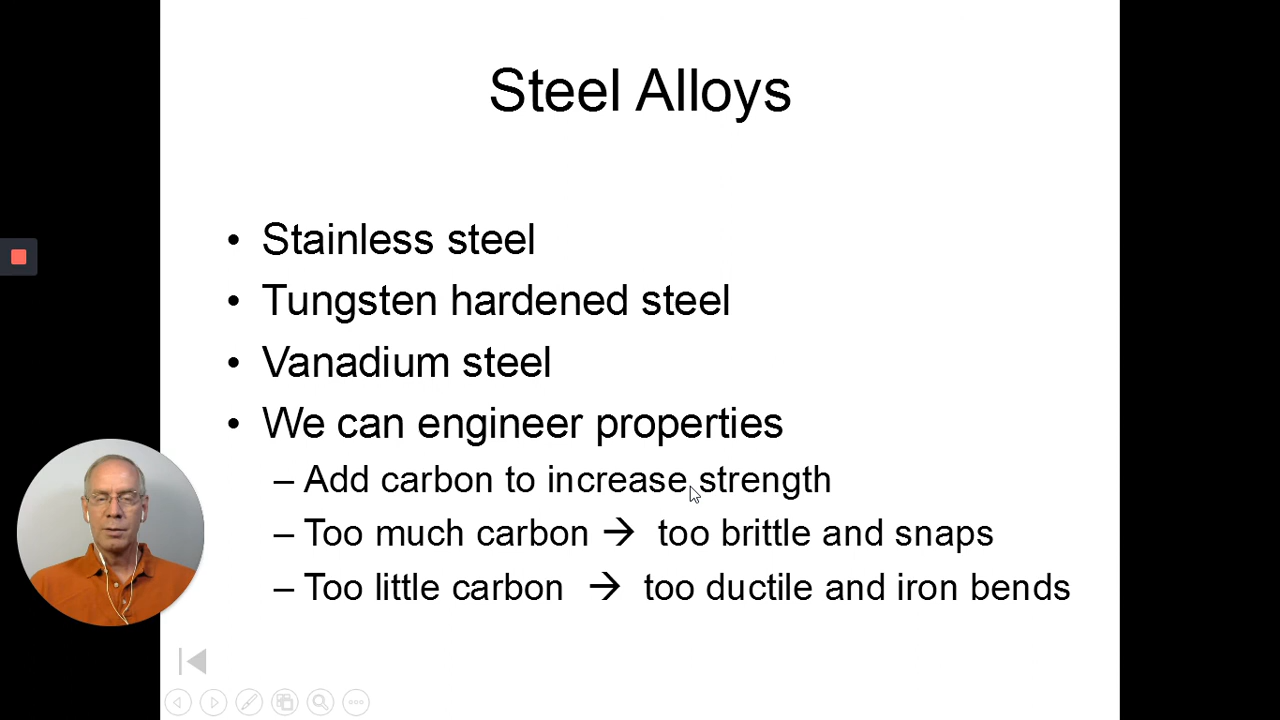 Steel Alloys
• Stainless steel
• Tungsten hardened steel
• Vanadium steel
• We can engineer properties
– Add carbon to increase strength
– Too much carbon → too brittle and snaps
– Too little carbon → too ductile and iron bends